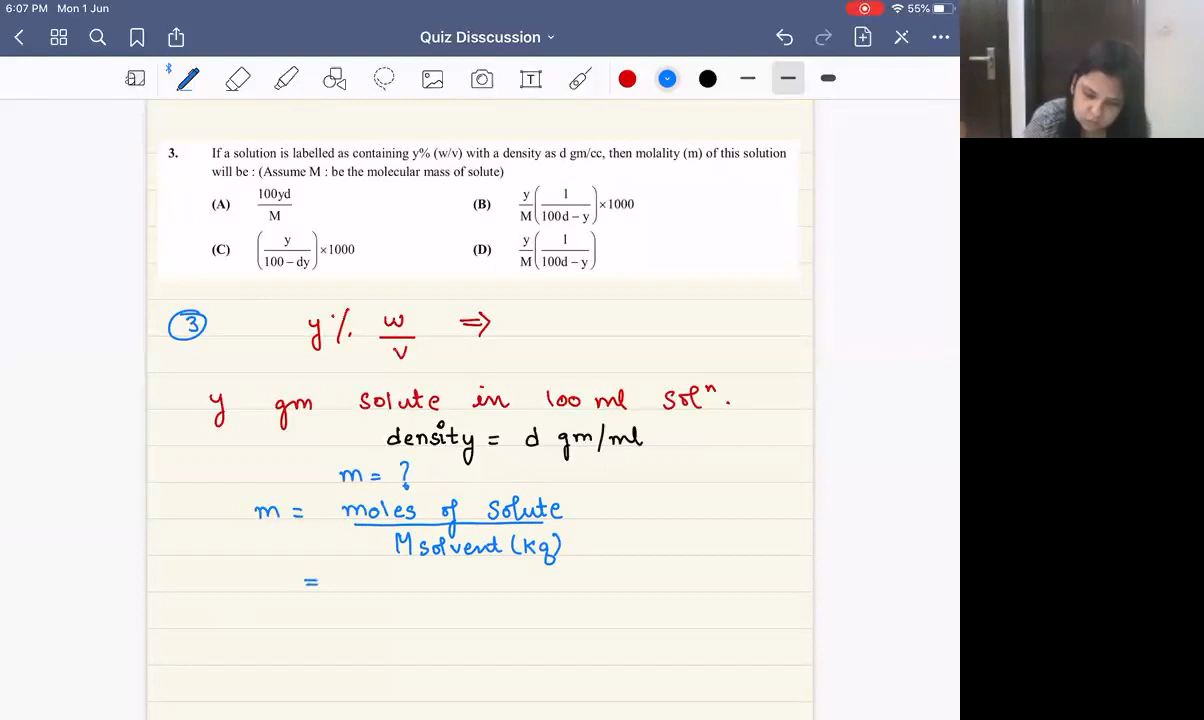 6:07 PM Mon 1 Jun
55%
Quiz Disscussion
T
3. If a solution is labelled as containing y% (w/v) with a density as d gm/cc, then molality (m) of this solution
will be : (Assume M : be the molecular mass of solute)
(A) 100yd / M (B) y/M (1 / 100d – y) × 1000
(C) (y / 100 – dy) × 1000 (D) y/M (1 / 100d – y)
3 y % w/v ⇒
y gm solute in 100 ml solⁿ.
density = d gm/ml
m = ?
m = moles of solute
M solvent (kg)
=